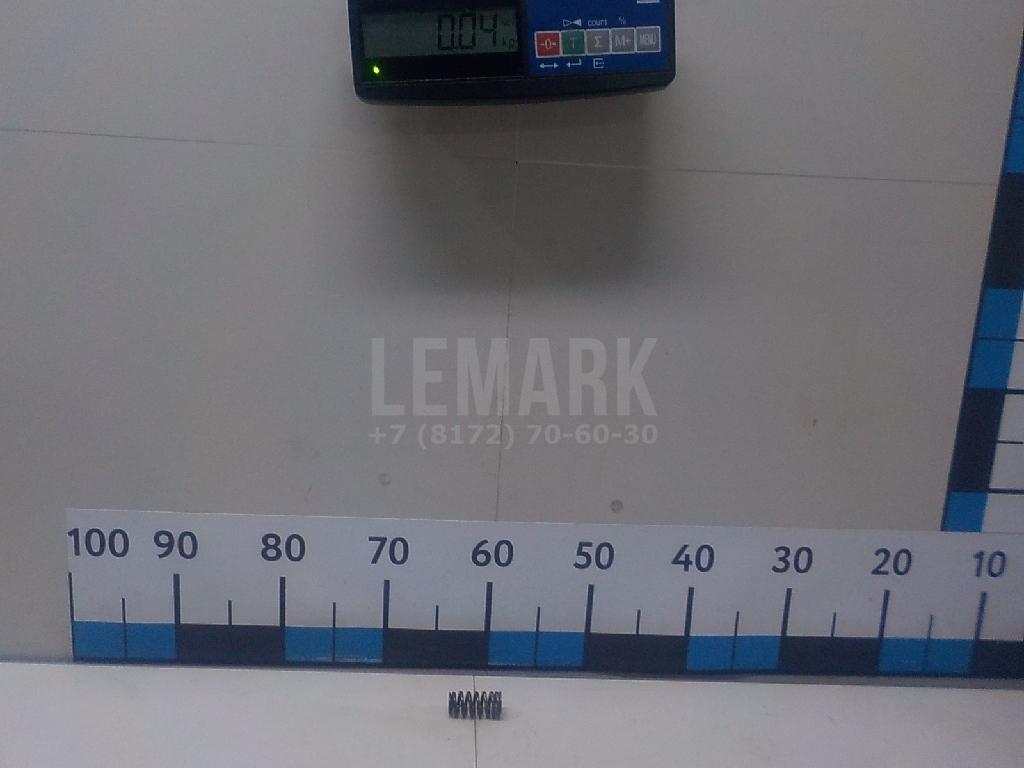 0.04 kg
count %
-0- T Σ M+ MENU
LEMARK
+7 (8172) 70-60-30
100 90 80 70 60 50 40 30 20 10